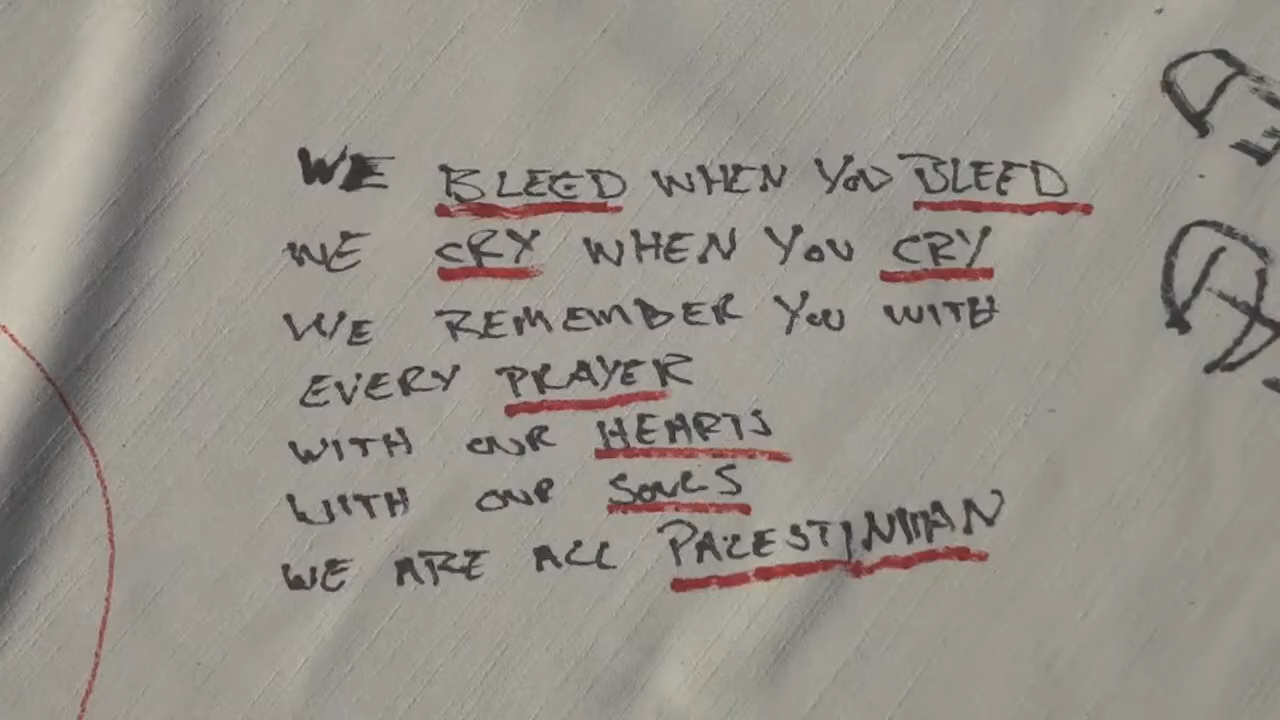 WE BLEED WHEN YOU BLEED
WE CRY WHEN YOU CRY
WE REMEMBER YOU WITH
EVERY PRAYER
WITH OUR HEARTS
WITH OUR SOULS
WE ARE ALL PALESTINIAN